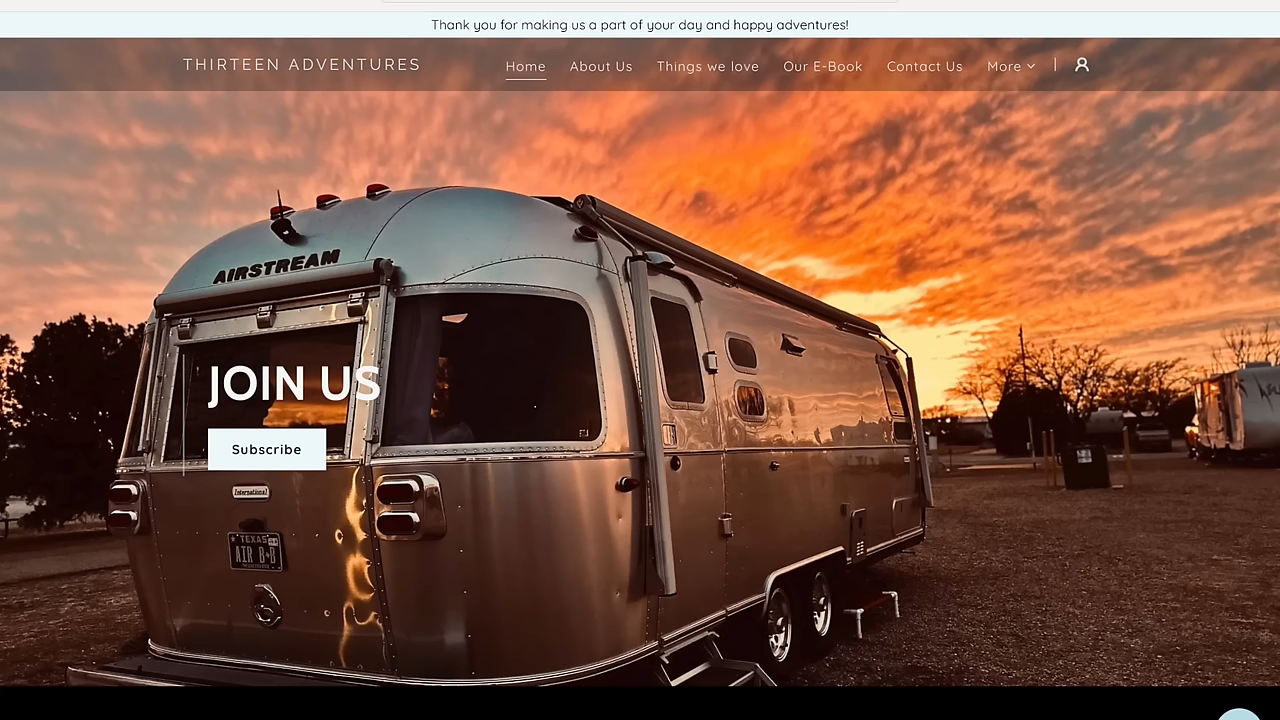 Thank you for making us a part of your day and happy adventures!
THIRTEEN ADVENTURES
Home
About Us
Things we love
Our E-Book
Contact Us
More
AIRSTREAM
JOIN US
Subscribe
International
TEXAS
AIR B+B